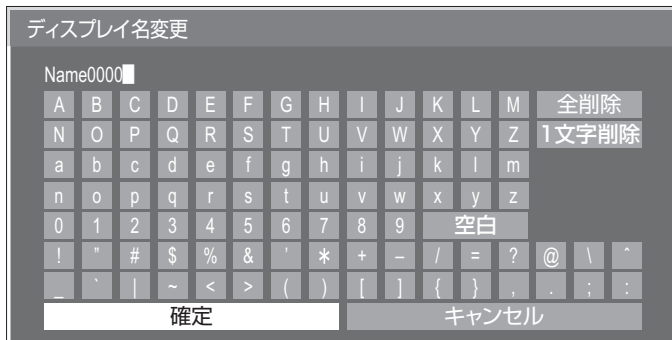 ディスプレイ名変更
Name0000
A B C D E F G H I J K L M 全削除
N O P Q R S T U V W X Y Z 1文字削除
a b c d e f g h i j k l m
n o p q r s t u v w x y z
0 1 2 3 4 5 6 7 8 9 空白
! " # $ % & ' * + – / = ? @ \ ^
_ ` | ~ < > ( ) [ ] { } , . ; :
確定 キャンセル